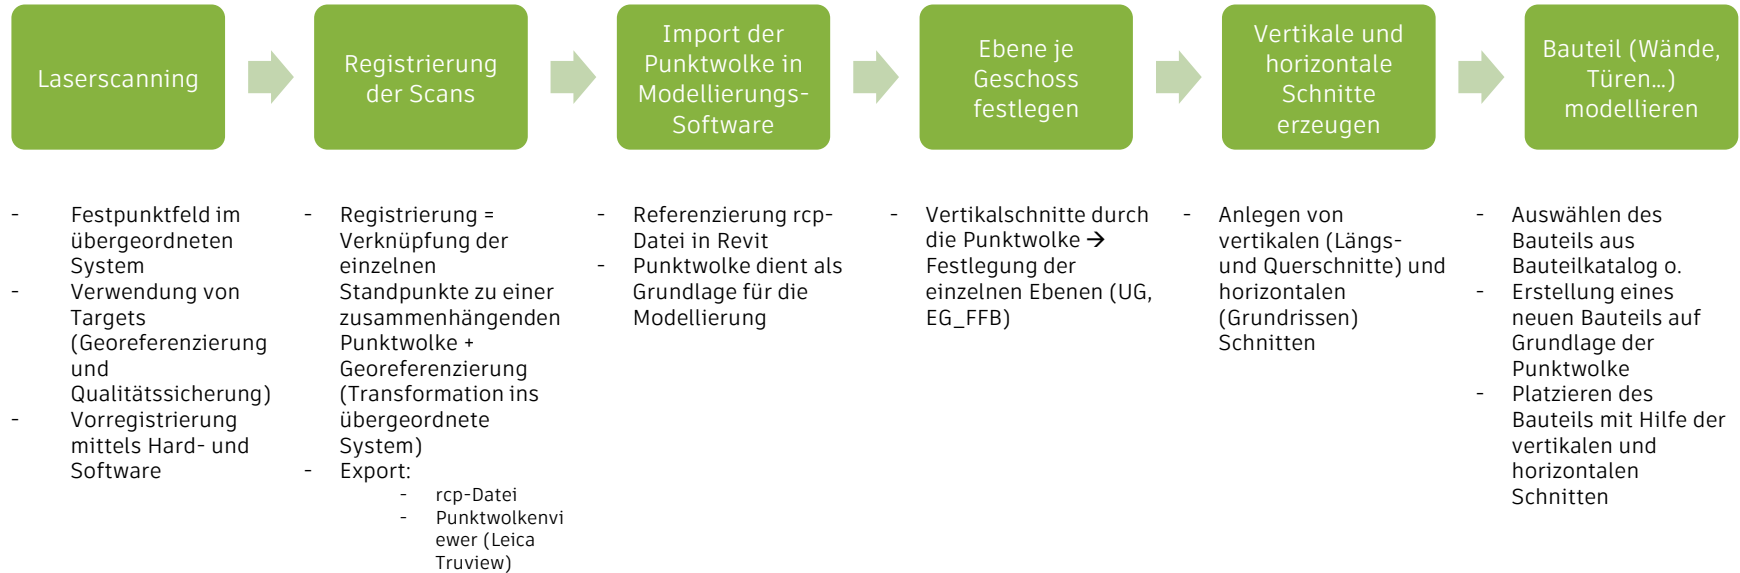 Laserscanning
Registrierung
der Scans
Import der
Punktwolke in
Modellierungs-
Software
Ebene je
Geschoss
festlegen
Vertikale und
horizontale
Schnitte
erzeugen
Bauteil (Wände,
Türen…)
modellieren
- Festpunktfeld im
übergeordneten
System
- Verwendung von
Targets
(Georeferenzierung
und
Qualitätssicherung)
- Vorregistrierung
mittels Hard- und
Software
- Registrierung =
Verknüpfung der
einzelnen
Standpunkte zu einer
zusammenhängenden
Punktwolke +
Georeferenzierung
(Transformation ins
übergeordnete
System)
- Export:
- rcp-Datei
- Punktwolkenvi
ewer (Leica
Truview)
- Referenzierung rcp-
Datei in Revit
- Punktwolke dient als
Grundlage für die
Modellierung
- Vertikalschnitte durch
die Punktwolke →
Festlegung der
einzelnen Ebenen (UG,
EG_FFB)
- Anlegen von
vertikalen (Längs-
und Querschnitte) und
horizontalen
(Grundrissen)
Schnitten
- Auswählen des
Bauteils aus
Bauteilkatalog o.
- Erstellung eines
neuen Bauteils auf
Grundlage der
Punktwolke
- Platzieren des
Bauteils mit Hilfe der
vertikalen und
horizontalen
Schnitten